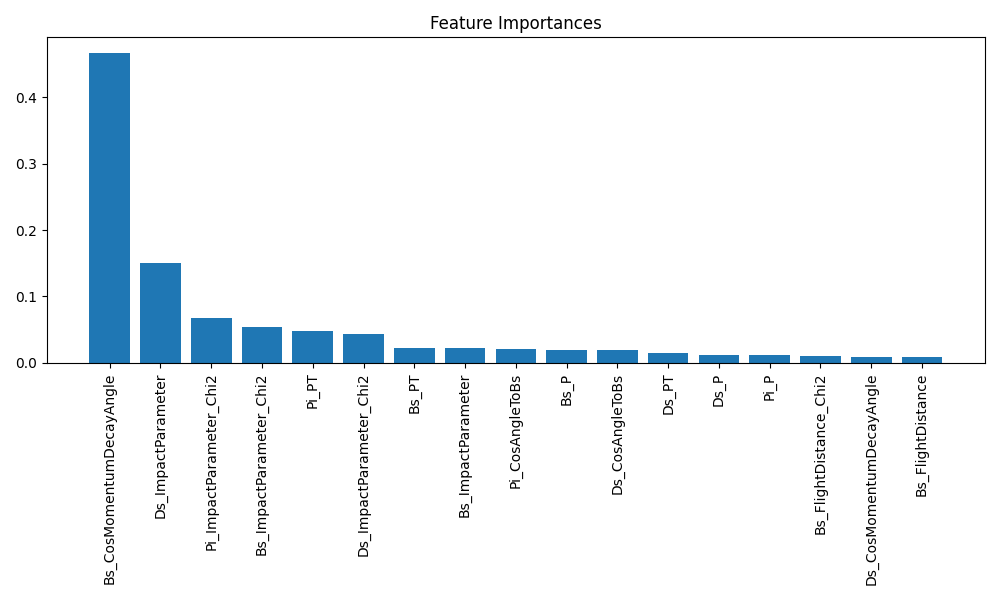 Feature Importances
0.4
0.3
0.2
0.1
0.0
Bs_CosMomentumDecayAngle
Ds_ImpactParameter
Pi_ImpactParameter_Chi2
Bs_ImpactParameter_Chi2
Pi_PT
Ds_ImpactParameter_Chi2
Bs_PT
Bs_ImpactParameter
Pi_CosAngleToBs
Bs_P
Ds_CosAngleToBs
Ds_PT
Ds_P
Pi_P
Bs_FlightDistance_Chi2
Ds_CosMomentumDecayAngle
Bs_FlightDistance